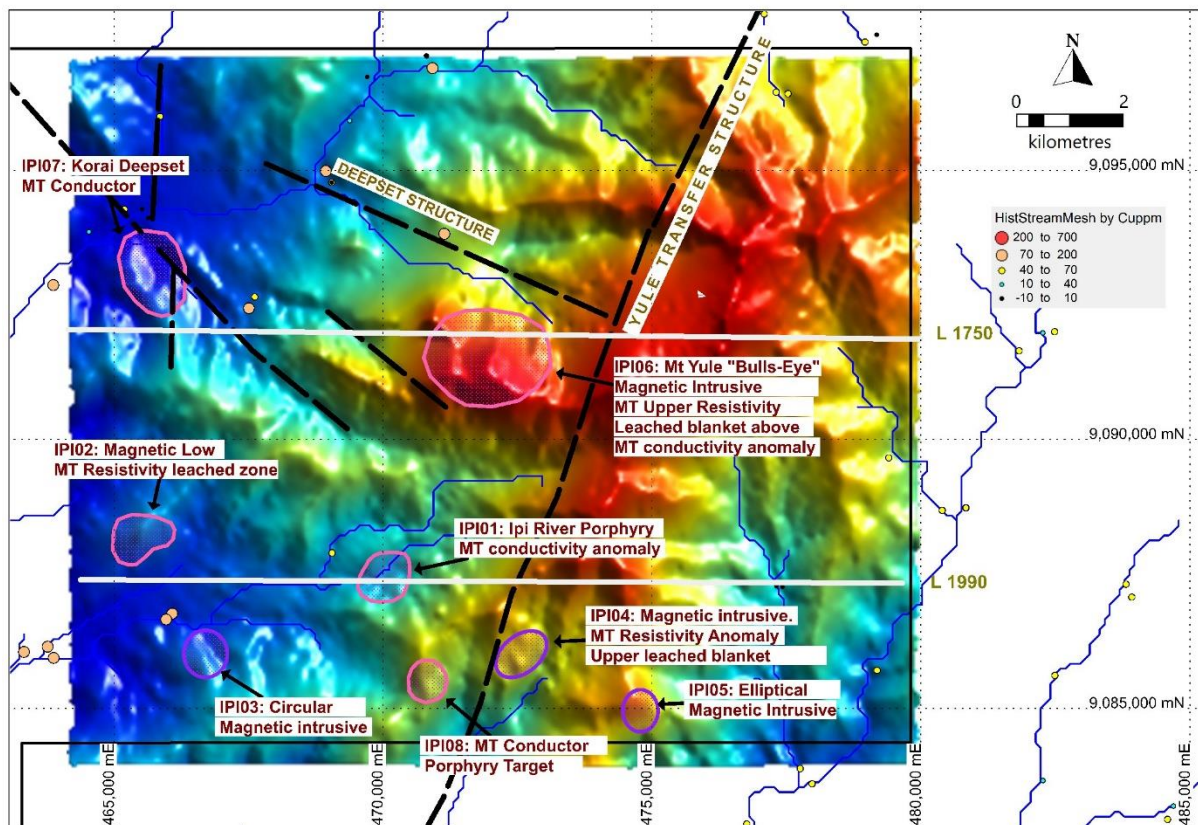 N
0 2
kilometres
9,095,000 mN
HistStreamMesh by Cuppm
200 to 700
70 to 200
40 to 70
10 to 40
-10 to 10
YULE TRANSFER STRUCTURE
DEEPSET STRUCTURE
IPI07: Korai Deepset
MT Conductor
L 1750
IPI06: Mt Yule "Bulls-Eye"
Magnetic Intrusive
MT Upper Resistivity
Leached blanket above
MT conductivity anomaly
9,090,000 mN
IPI02: Magnetic Low
MT Resistivity leached zone
IPI01: Ipi River Porphyry
MT conductivity anomaly
L 1990
IPI04: Magnetic intrusive.
MT Resistivity Anomaly
Upper leached blanket
IPI05: Elliptical
Magnetic Intrusive
IPI03: Circular
Magnetic intrusive
IPI08: MT Conductor
Porphyry Target
9,085,000 mN
465,000 mE
470,000 mE
475,000 mE
480,000 mE
485,000 mE